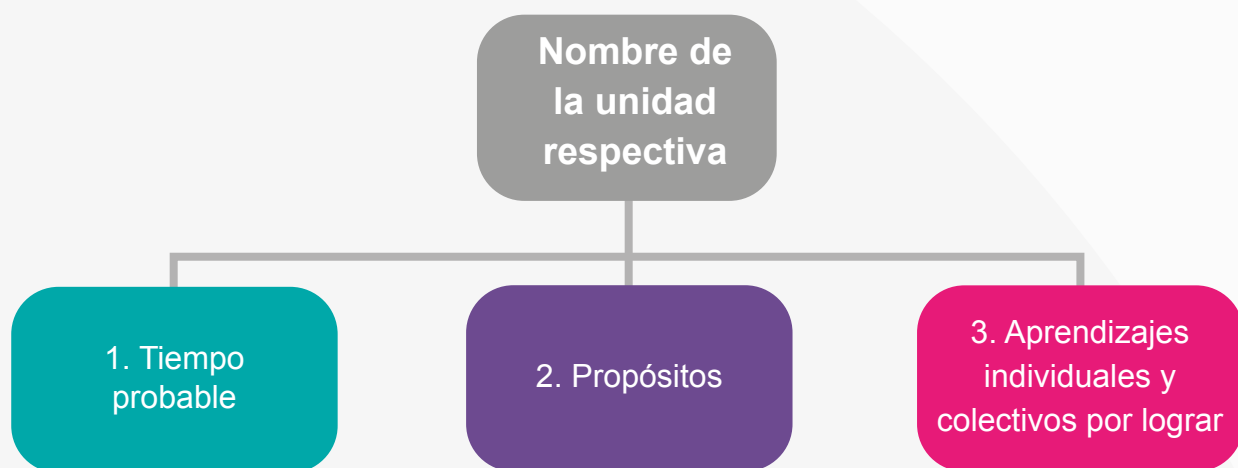 Nombre de
la unidad
respectiva
1. Tiempo
probable
2. Propósitos
3. Aprendizajes
individuales y
colectivos por lograr